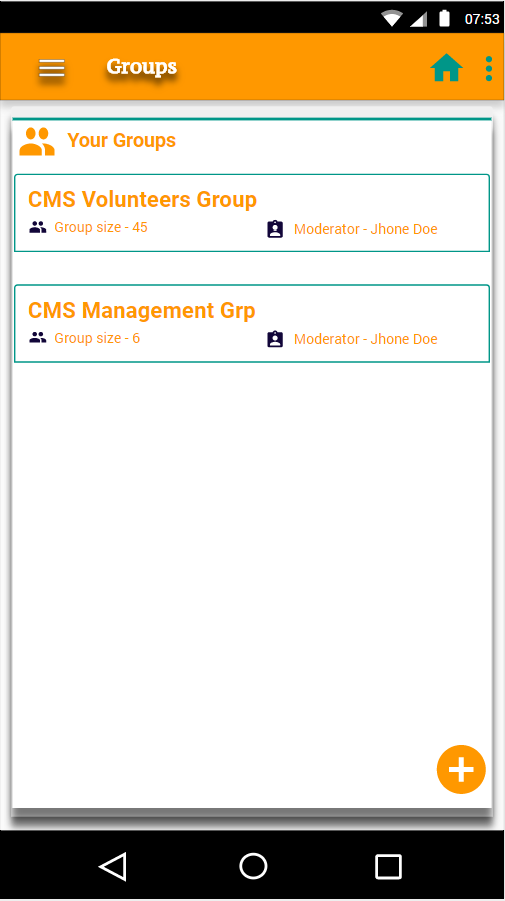 07:53
Groups
Your Groups
CMS Volunteers Group
Group size - 45
Moderator - Jhone Doe
CMS Management Grp
Group size - 6
Moderator - Jhone Doe